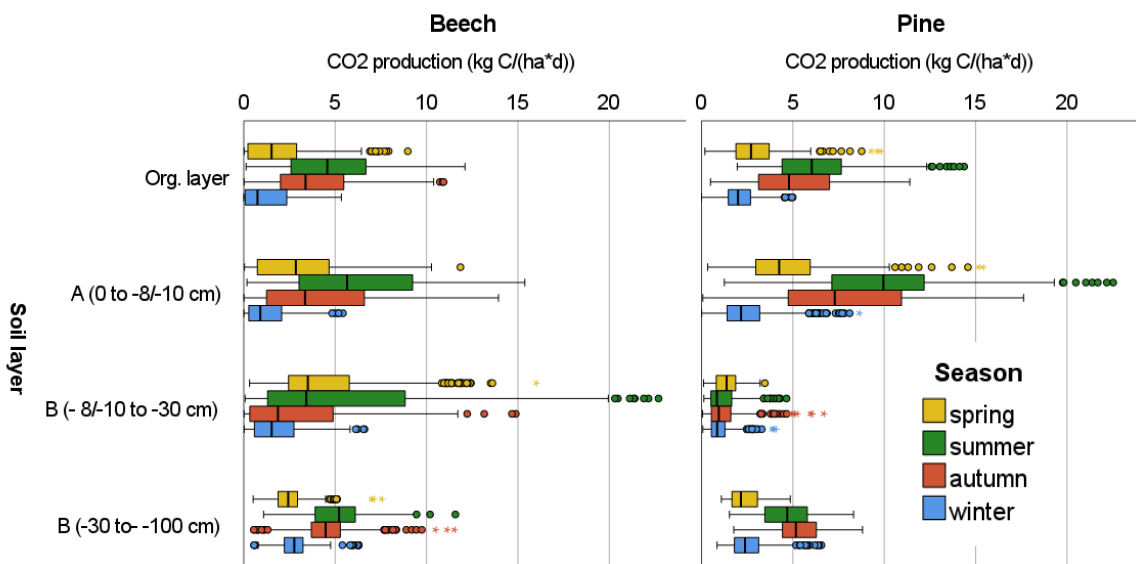 Beech
Pine
CO2 production (kg C/(ha*d))
CO2 production (kg C/(ha*d))
0 5 10 15 20
0 5 10 15 20
Soil layer
Org. layer
A (0 to -8/-10 cm)
B (- 8/-10 to -30 cm)
B (-30 to- -100 cm)
Season
spring
summer
autumn
winter